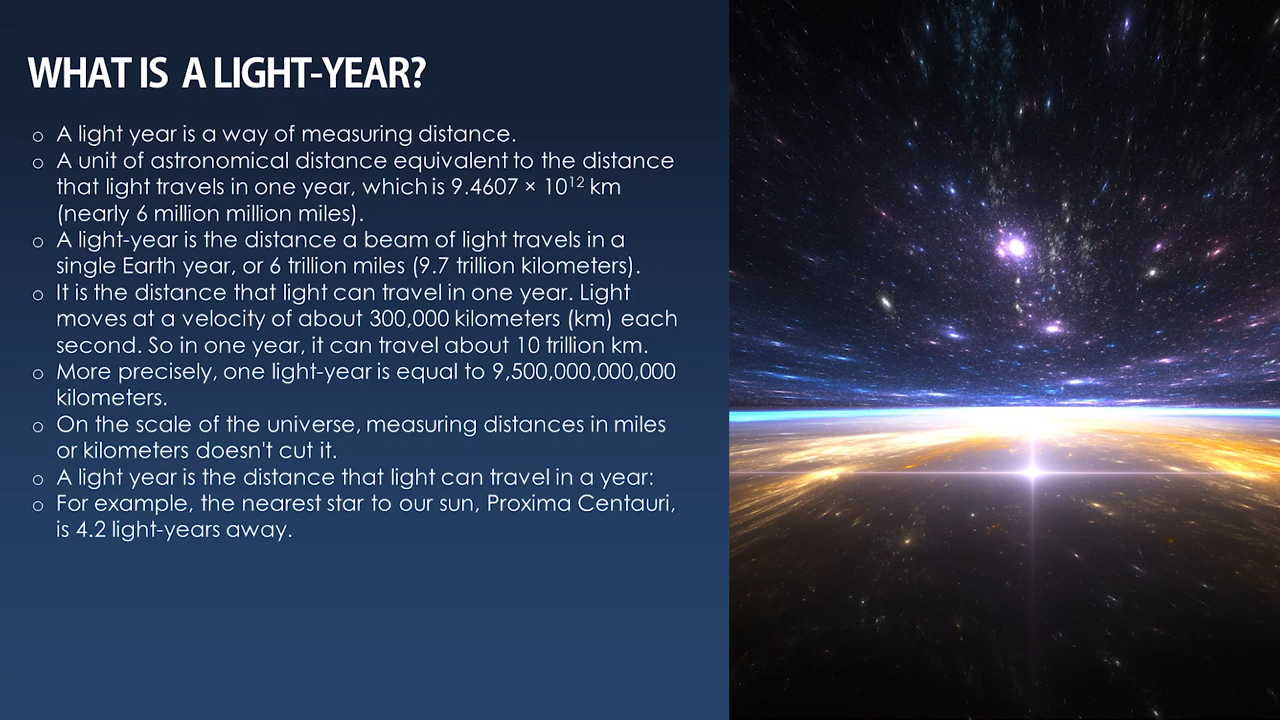 WHAT IS A LIGHT-YEAR?
o A light year is a way of measuring distance.
o A unit of astronomical distance equivalent to the distance
that light travels in one year, which is 9.4607 × 10¹² km
(nearly 6 million million miles).
o A light-year is the distance a beam of light travels in a
single Earth year, or 6 trillion miles (9.7 trillion kilometers).
o It is the distance that light can travel in one year. Light
moves at a velocity of about 300,000 kilometers (km) each
second. So in one year, it can travel about 10 trillion km.
o More precisely, one light-year is equal to 9,500,000,000,000
kilometers.
o On the scale of the universe, measuring distances in miles
or kilometers doesn't cut it.
o A light year is the distance that light can travel in a year:
o For example, the nearest star to our sun, Proxima Centauri,
is 4.2 light-years away.